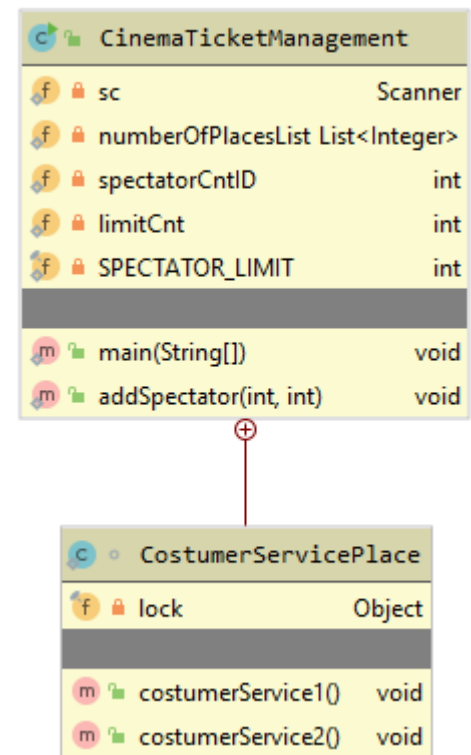 CinemaTicketManagement
sc Scanner
numberOfPlacesList List<Integer>
spectatorCntID int
limitCnt int
SPECTATOR_LIMIT int
main(String[]) void
addSpectator(int, int) void
CostumerServicePlace
lock Object
costumerService1() void
costumerService2() void